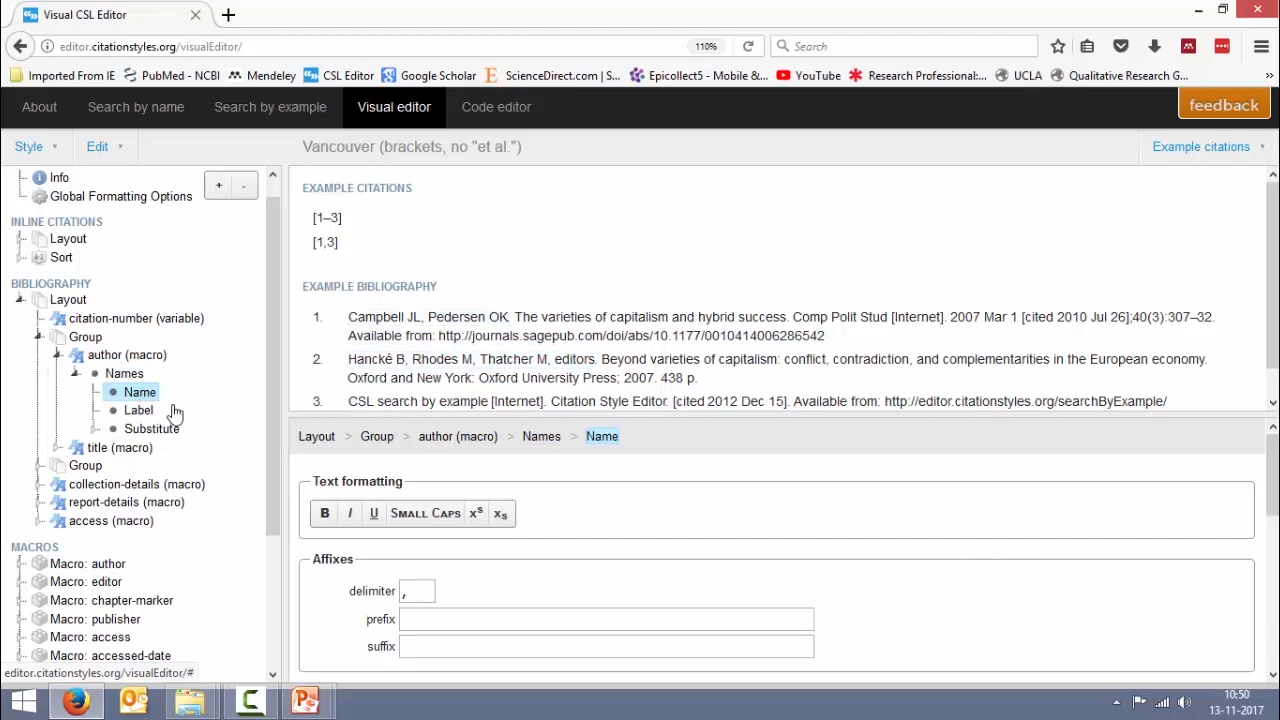 Visual CSL Editor
editor.citationstyles.org/visualEditor/
110%
Search
Imported From IE
PubMed - NCBI
Mendeley
CSL Editor
Google Scholar
ScienceDirect.com | S...
Epicollect5 - Mobile &...
YouTube
Research Professional:...
UCLA
Qualitative Research G...
About
Search by name
Search by example
Visual editor
Code editor
feedback
Style
Edit
Vancouver (brackets, no "et al.")
Example citations
Info
Global Formatting Options
+ -
INLINE CITATIONS
Layout
Sort
BIBLIOGRAPHY
Layout
citation-number (variable)
Group
author (macro)
Names
Name
Label
Substitute
title (macro)
Group
collection-details (macro)
report-details (macro)
access (macro)
MACROS
Macro: author
Macro: editor
Macro: chapter-marker
Macro: publisher
Macro: access
Macro: accessed-date
editor.citationstyles.org/visualEditor/#
EXAMPLE CITATIONS
[1–3]
[1,3]
EXAMPLE BIBLIOGRAPHY
1. Campbell JL, Pedersen OK. The varieties of capitalism and hybrid success. Comp Polit Stud [Internet]. 2007 Mar 1 [cited 2010 Jul 26];40(3):307–32.
Available from: http://journals.sagepub.com/doi/abs/10.1177/0010414006286542
2. Hancké B, Rhodes M, Thatcher M, editors. Beyond varieties of capitalism: conflict, contradiction, and complementarities in the European economy.
Oxford and New York: Oxford University Press; 2007. 438 p.
3. CSL search by example [Internet]. Citation Style Editor. [cited 2012 Dec 15]. Available from: http://editor.citationstyles.org/searchByExample/
Layout > Group > author (macro) > Names > Name
Text formatting
B I U SMALL CAPS xs xs
Affixes
delimiter ,
prefix
suffix
10:50
13-11-2017